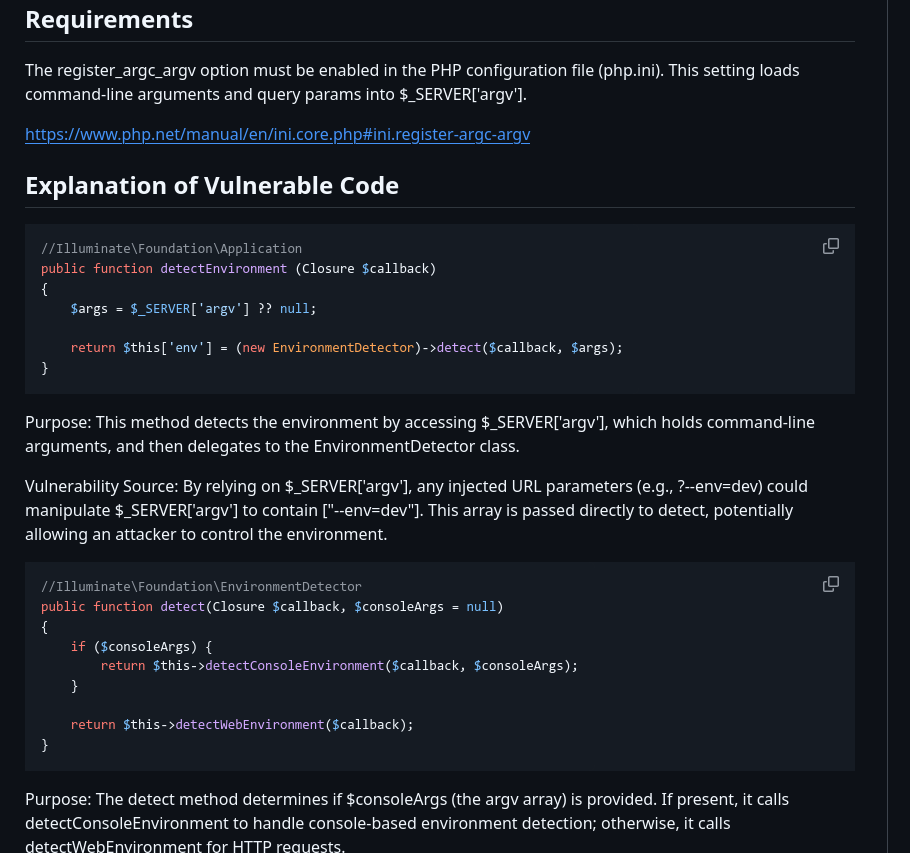 Requirements
The register_argc_argv option must be enabled in the PHP configuration file (php.ini). This setting loads
command-line arguments and query params into $_SERVER['argv'].
https://www.php.net/manual/en/ini.core.php#ini.register-argc-argv
Explanation of Vulnerable Code
//Illuminate\Foundation\Application
public function detectEnvironment (Closure $callback)
{
    $args = $_SERVER['argv'] ?? null;
    return $this['env'] = (new EnvironmentDetector)->detect($callback, $args);
}
Purpose: This method detects the environment by accessing $_SERVER['argv'], which holds command-line
arguments, and then delegates to the EnvironmentDetector class.
Vulnerability Source: By relying on $_SERVER['argv'], any injected URL parameters (e.g., ?--env=dev) could
manipulate $_SERVER['argv'] to contain ["--env=dev"]. This array is passed directly to detect, potentially
allowing an attacker to control the environment.
//Illuminate\Foundation\EnvironmentDetector
public function detect(Closure $callback, $consoleArgs = null)
{
    if ($consoleArgs) {
        return $this->detectConsoleEnvironment($callback, $consoleArgs);
    }
    return $this->detectWebEnvironment($callback);
}
Purpose: The detect method determines if $consoleArgs (the argv array) is provided. If present, it calls
detectConsoleEnvironment to handle console-based environment detection; otherwise, it calls
detectWebEnvironment for HTTP requests.